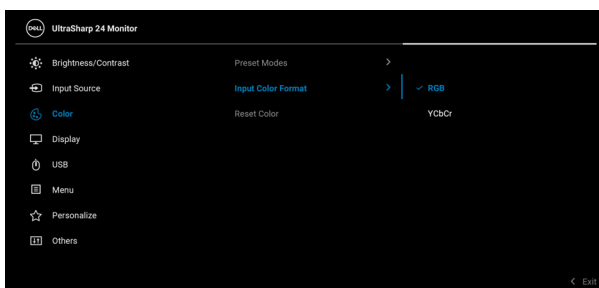 DELL UltraSharp 24 Monitor
Brightness/Contrast Preset Modes
Input Source Input Color Format RGB
Color Reset Color YCbCr
Display
USB
Menu
Personalize
Others
Exit